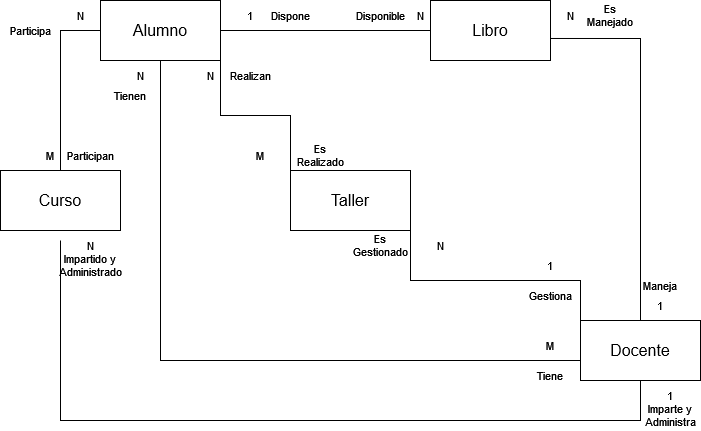 N
Alumno
1
Dispone
Disponible
N
Libro
N
Es
Manejado
Participa
N
Tienen
N
Realizan
M
Participan
M
Es
Realizado
Curso
Taller
N
Impartido y
Administrado
Es
Gestionado
N
1
Gestiona
Maneja
1
M
Tiene
Docente
1
Imparte y
Administra